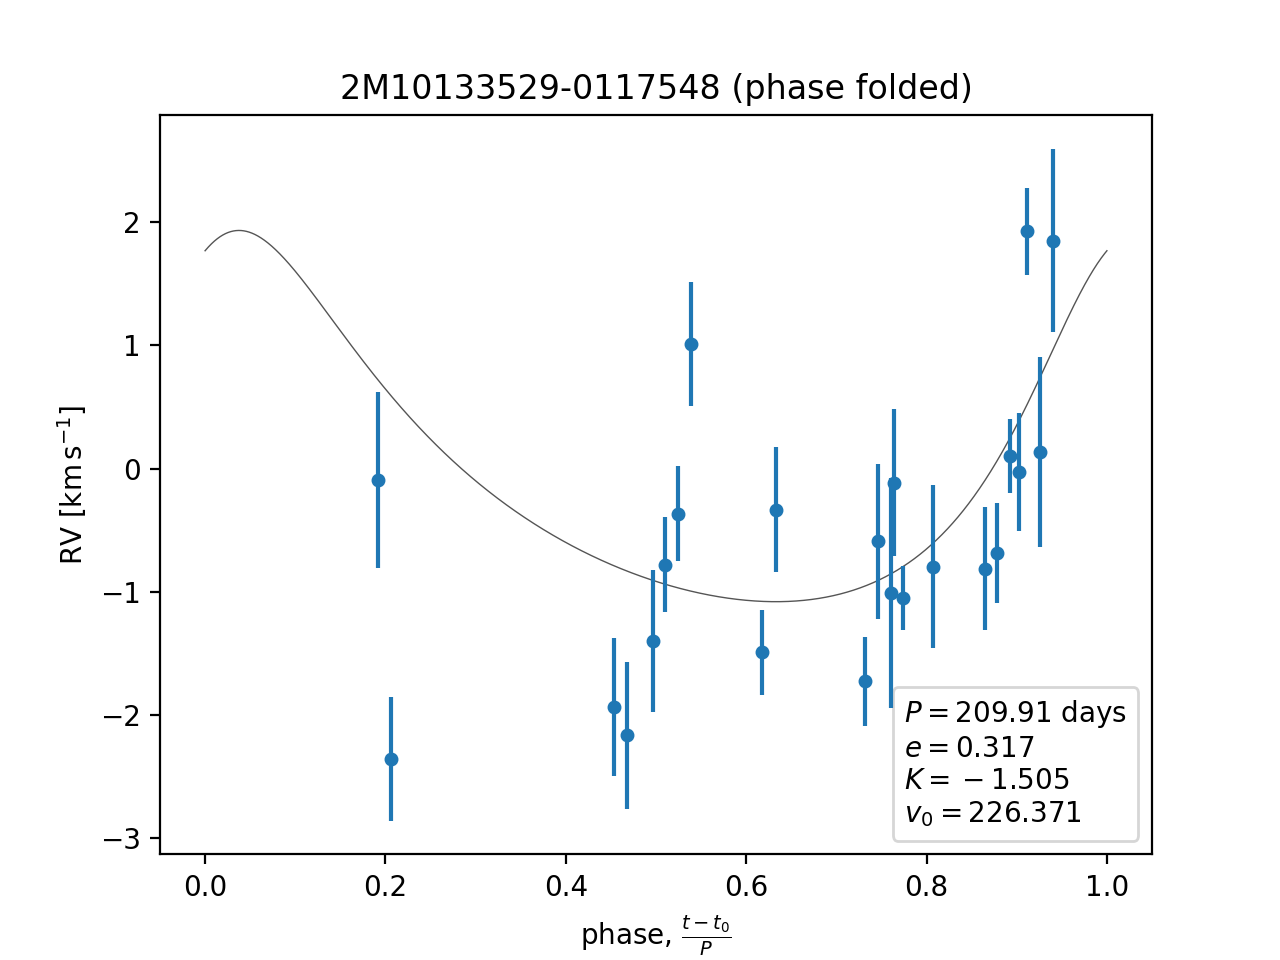 2M10133529-0117548 (phase folded)
RV [km s⁻¹]
2
1
0
−1
−2
−3
P = 209.91 days
e = 0.317
K = −1.505
v₀ = 226.371
0.0 0.2 0.4 0.6 0.8 1.0
phase, (t − t₀)/P